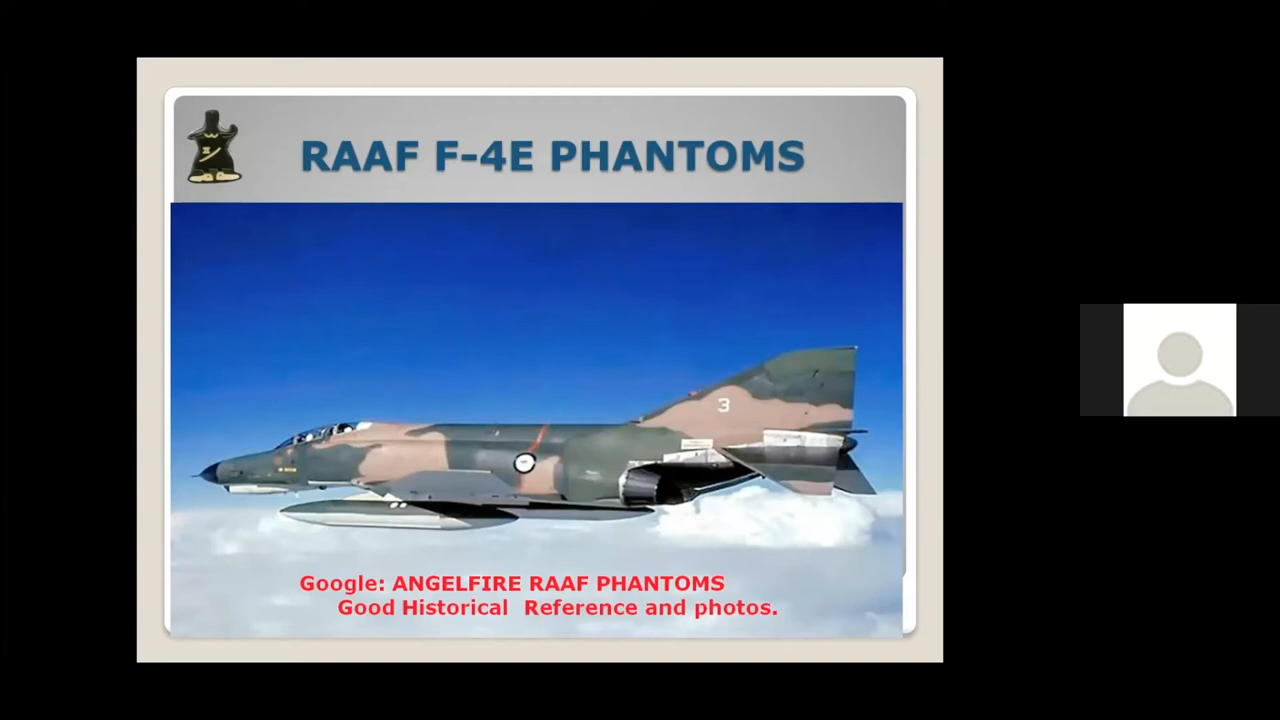 RAAF F-4E PHANTOMS
3
Google: ANGELFIRE RAAF PHANTOMS
Good Historical Reference and photos.